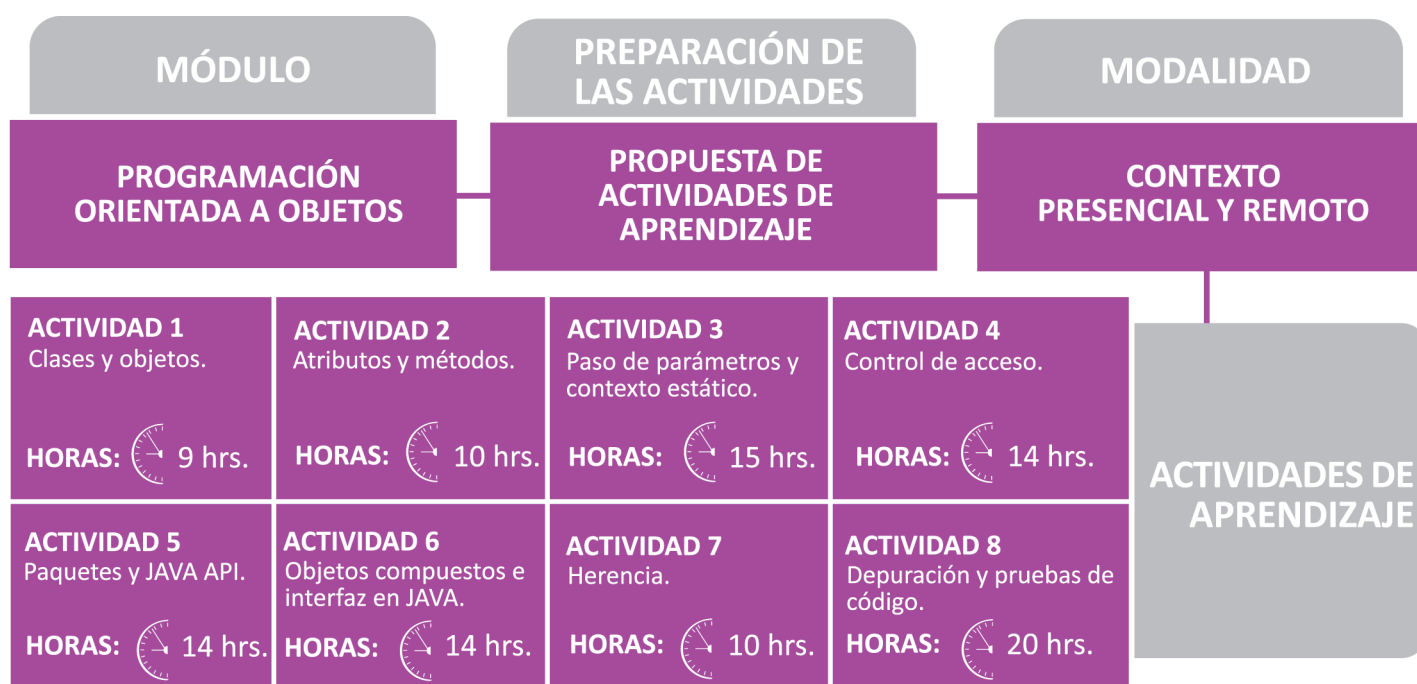 MÓDULO
PREPARACIÓN DE
LAS ACTIVIDADES
MODALIDAD
PROGRAMACIÓN
ORIENTADA A OBJETOS
PROPUESTA DE
ACTIVIDADES DE
APRENDIZAJE
CONTEXTO
PRESENCIAL Y REMOTO
ACTIVIDAD 1
Clases y objetos.
HORAS: 9 hrs.
ACTIVIDAD 2
Atributos y métodos.
HORAS: 10 hrs.
ACTIVIDAD 3
Paso de parámetros y
contexto estático.
HORAS: 15 hrs.
ACTIVIDAD 4
Control de acceso.
HORAS: 14 hrs.
ACTIVIDAD 5
Paquetes y JAVA API.
HORAS: 14 hrs.
ACTIVIDAD 6
Objetos compuestos e
interfaz en JAVA.
HORAS: 14 hrs.
ACTIVIDAD 7
Herencia.
HORAS: 10 hrs.
ACTIVIDAD 8
Depuración y pruebas de
código.
HORAS: 20 hrs.
ACTIVIDADES DE
APRENDIZAJE